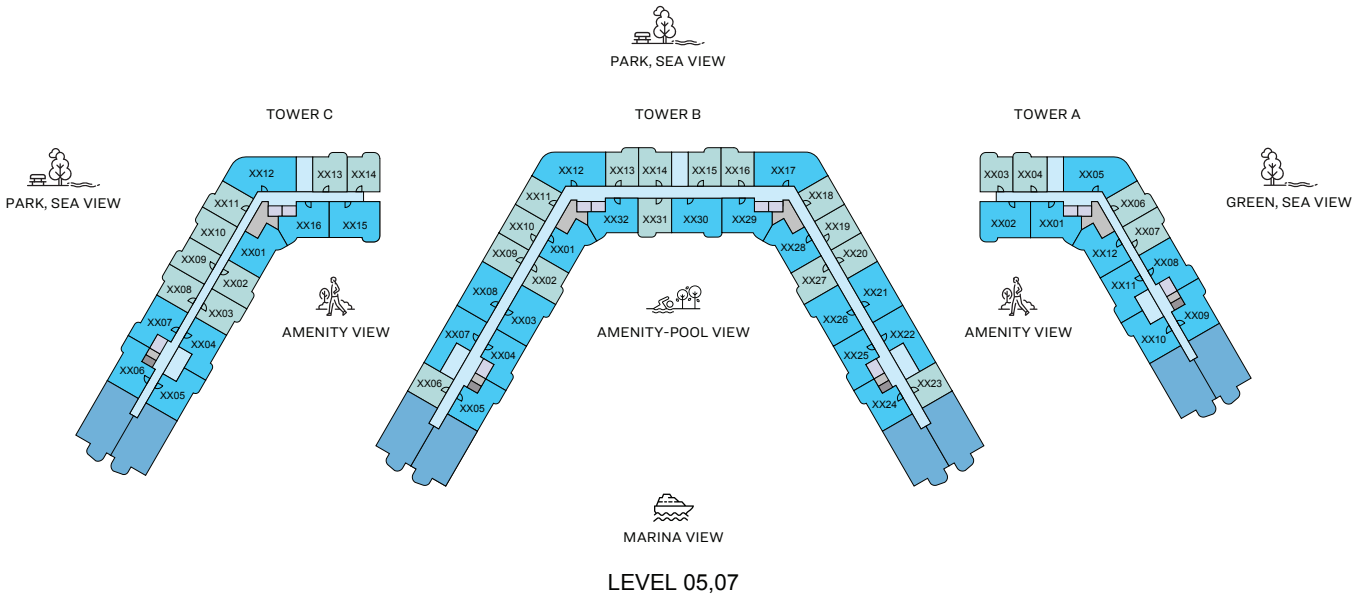 PARK, SEA VIEW
TOWER C
TOWER B
TOWER A
PARK, SEA VIEW
GREEN, SEA VIEW
XX12
XX13
XX14
XX11
XX10
XX09
XX08
XX07
XX06
XX01
XX16
XX15
XX02
XX03
XX04
XX05
XX12
XX13
XX14
XX15
XX16
XX17
XX11
XX10
XX09
XX08
XX07
XX06
XX32
XX31
XX30
XX29
XX01
XX02
XX03
XX04
XX05
XX28
XX27
XX26
XX25
XX24
XX18
XX19
XX20
XX21
XX22
XX23
XX03
XX04
XX05
XX02
XX01
XX06
XX07
XX08
XX09
XX12
XX11
XX10
AMENITY VIEW
AMENITY-POOL VIEW
AMENITY VIEW
MARINA VIEW
LEVEL 05,07